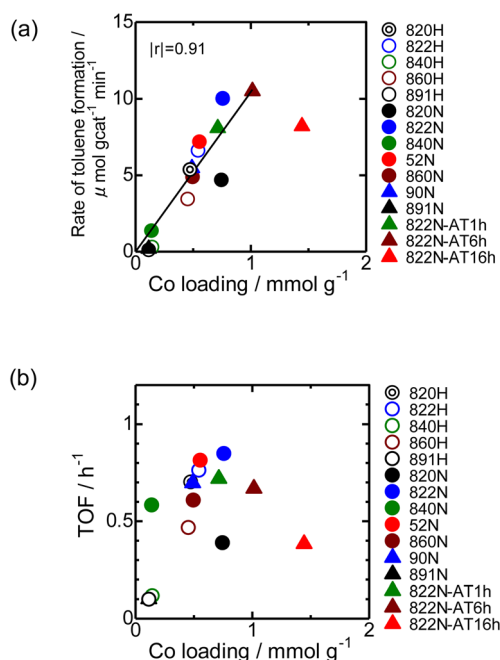 (a)
|r|=0.91
15
10
5
0
0
1
2
Rate of toluene formation /
μ mol gcat⁻¹ min⁻¹
Co loading / mmol g⁻¹
820H
822H
840H
860H
891H
820N
822N
840N
52N
860N
90N
891N
822N-AT1h
822N-AT6h
822N-AT16h
(b)
1
0.5
0
0
1
2
TOF / h⁻¹
Co loading / mmol g⁻¹
820H
822H
840H
860H
891H
820N
822N
840N
52N
860N
90N
891N
822N-AT1h
822N-AT6h
822N-AT16h